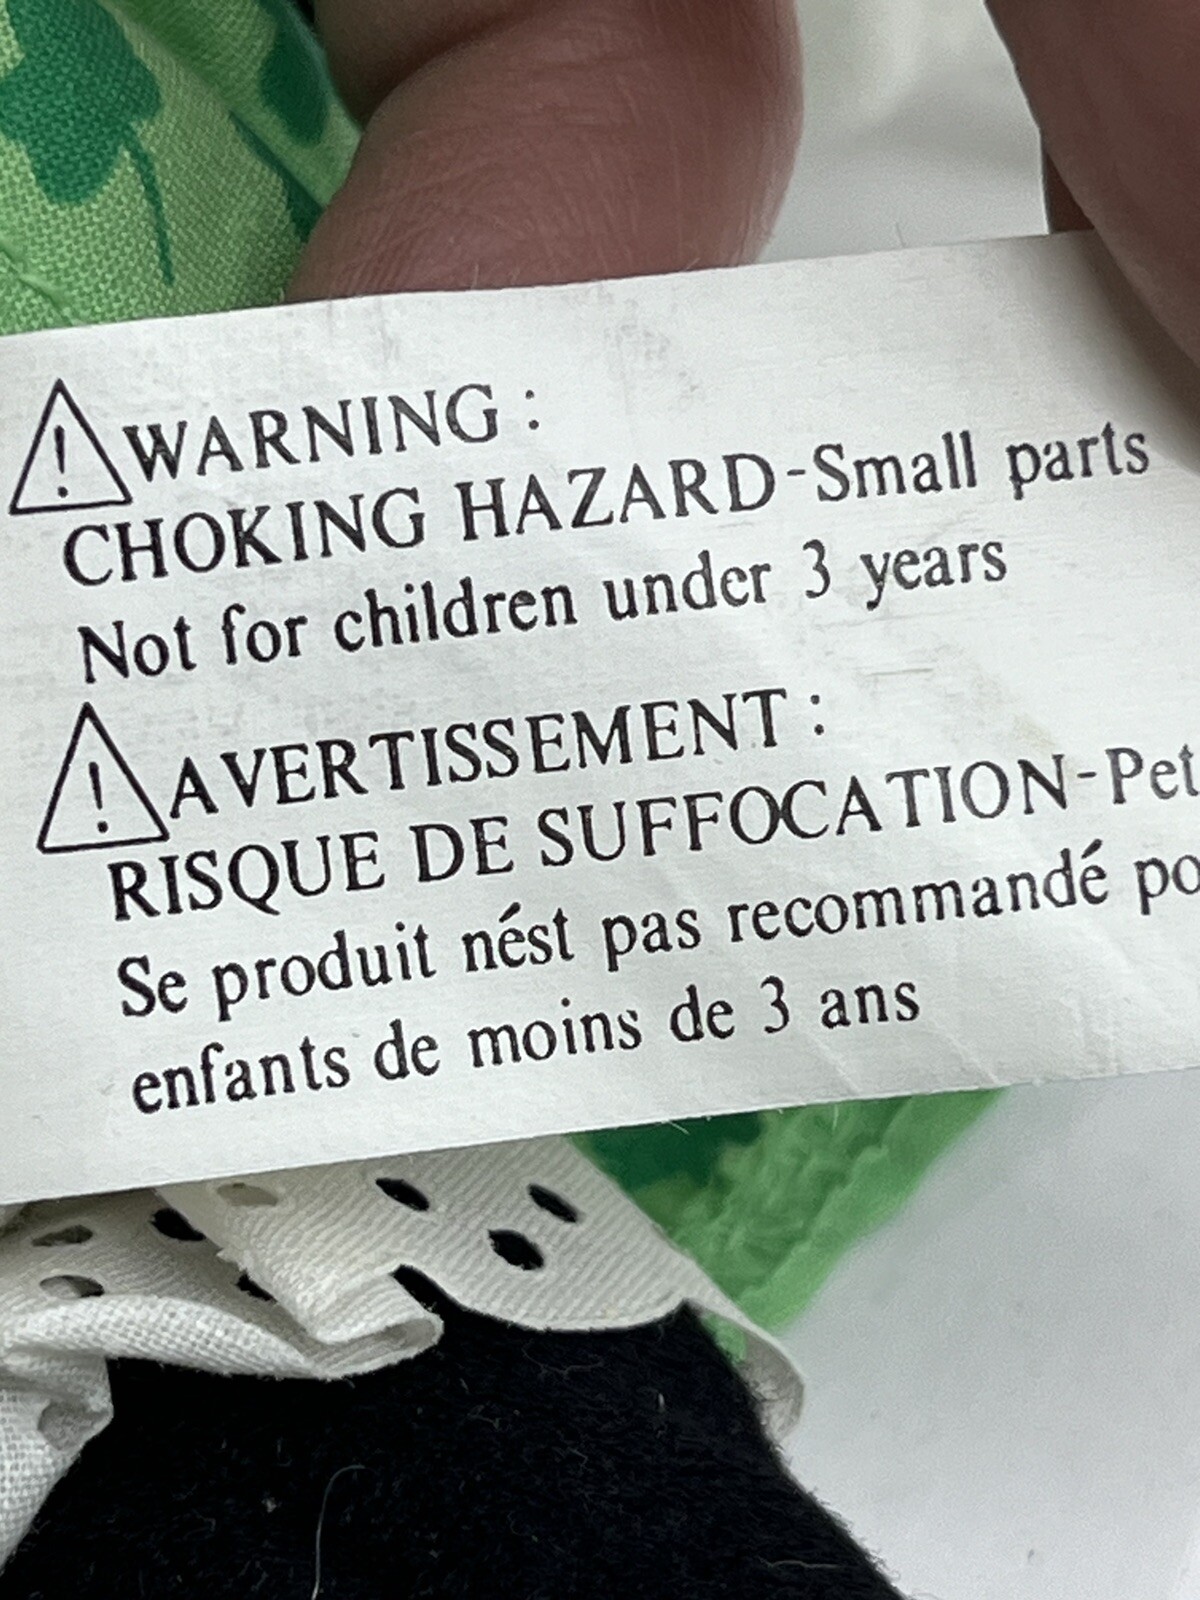 WARNING :
CHOKING HAZARD-Small parts
Not for children under 3 years
AVERTISSEMENT :
RISQUE DE SUFFOCATION-Pet
Se produit nést pas recommandé po
enfants de moins de 3 ans